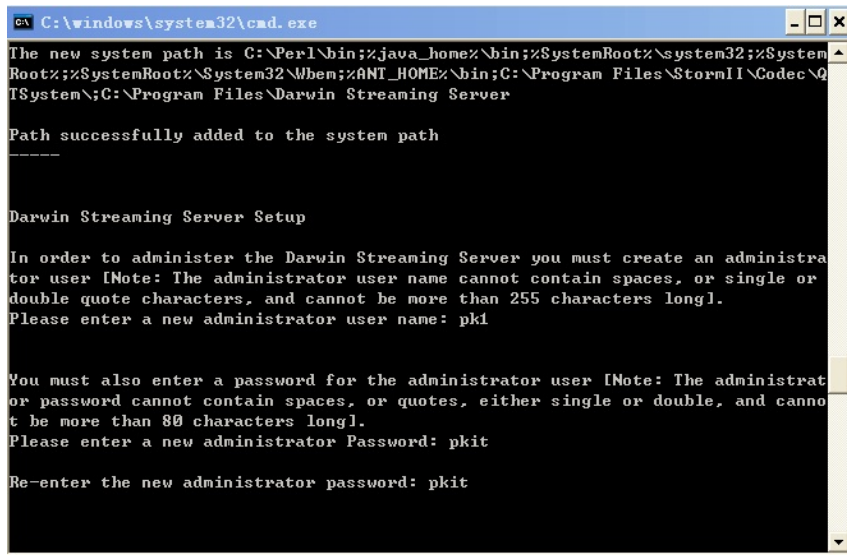 C:\windows\system32\cmd.exe
The new system path is C:\Perl\bin;%java_home%\bin;%SystemRoot%\system32;%System
Root%;%SystemRoot%\System32\Wbem;%ANT_HOME%\bin;C:\Program Files\StormII\Codec\Q
TSystem\;C:\Program Files\Darwin Streaming Server
Path successfully added to the system path
-----
Darwin Streaming Server Setup
In order to administer the Darwin Streaming Server you must create an administra
tor user [Note: The administrator user name cannot contain spaces, or single or
double quote characters, and cannot be more than 255 characters long].
Please enter a new administrator user name: pk1
You must also enter a password for the administrator user [Note: The administrat
or password cannot contain spaces, or quotes, either single or double, and canno
t be more than 80 characters long].
Please enter a new administrator Password: pkit
Re-enter the new administrator password: pkit